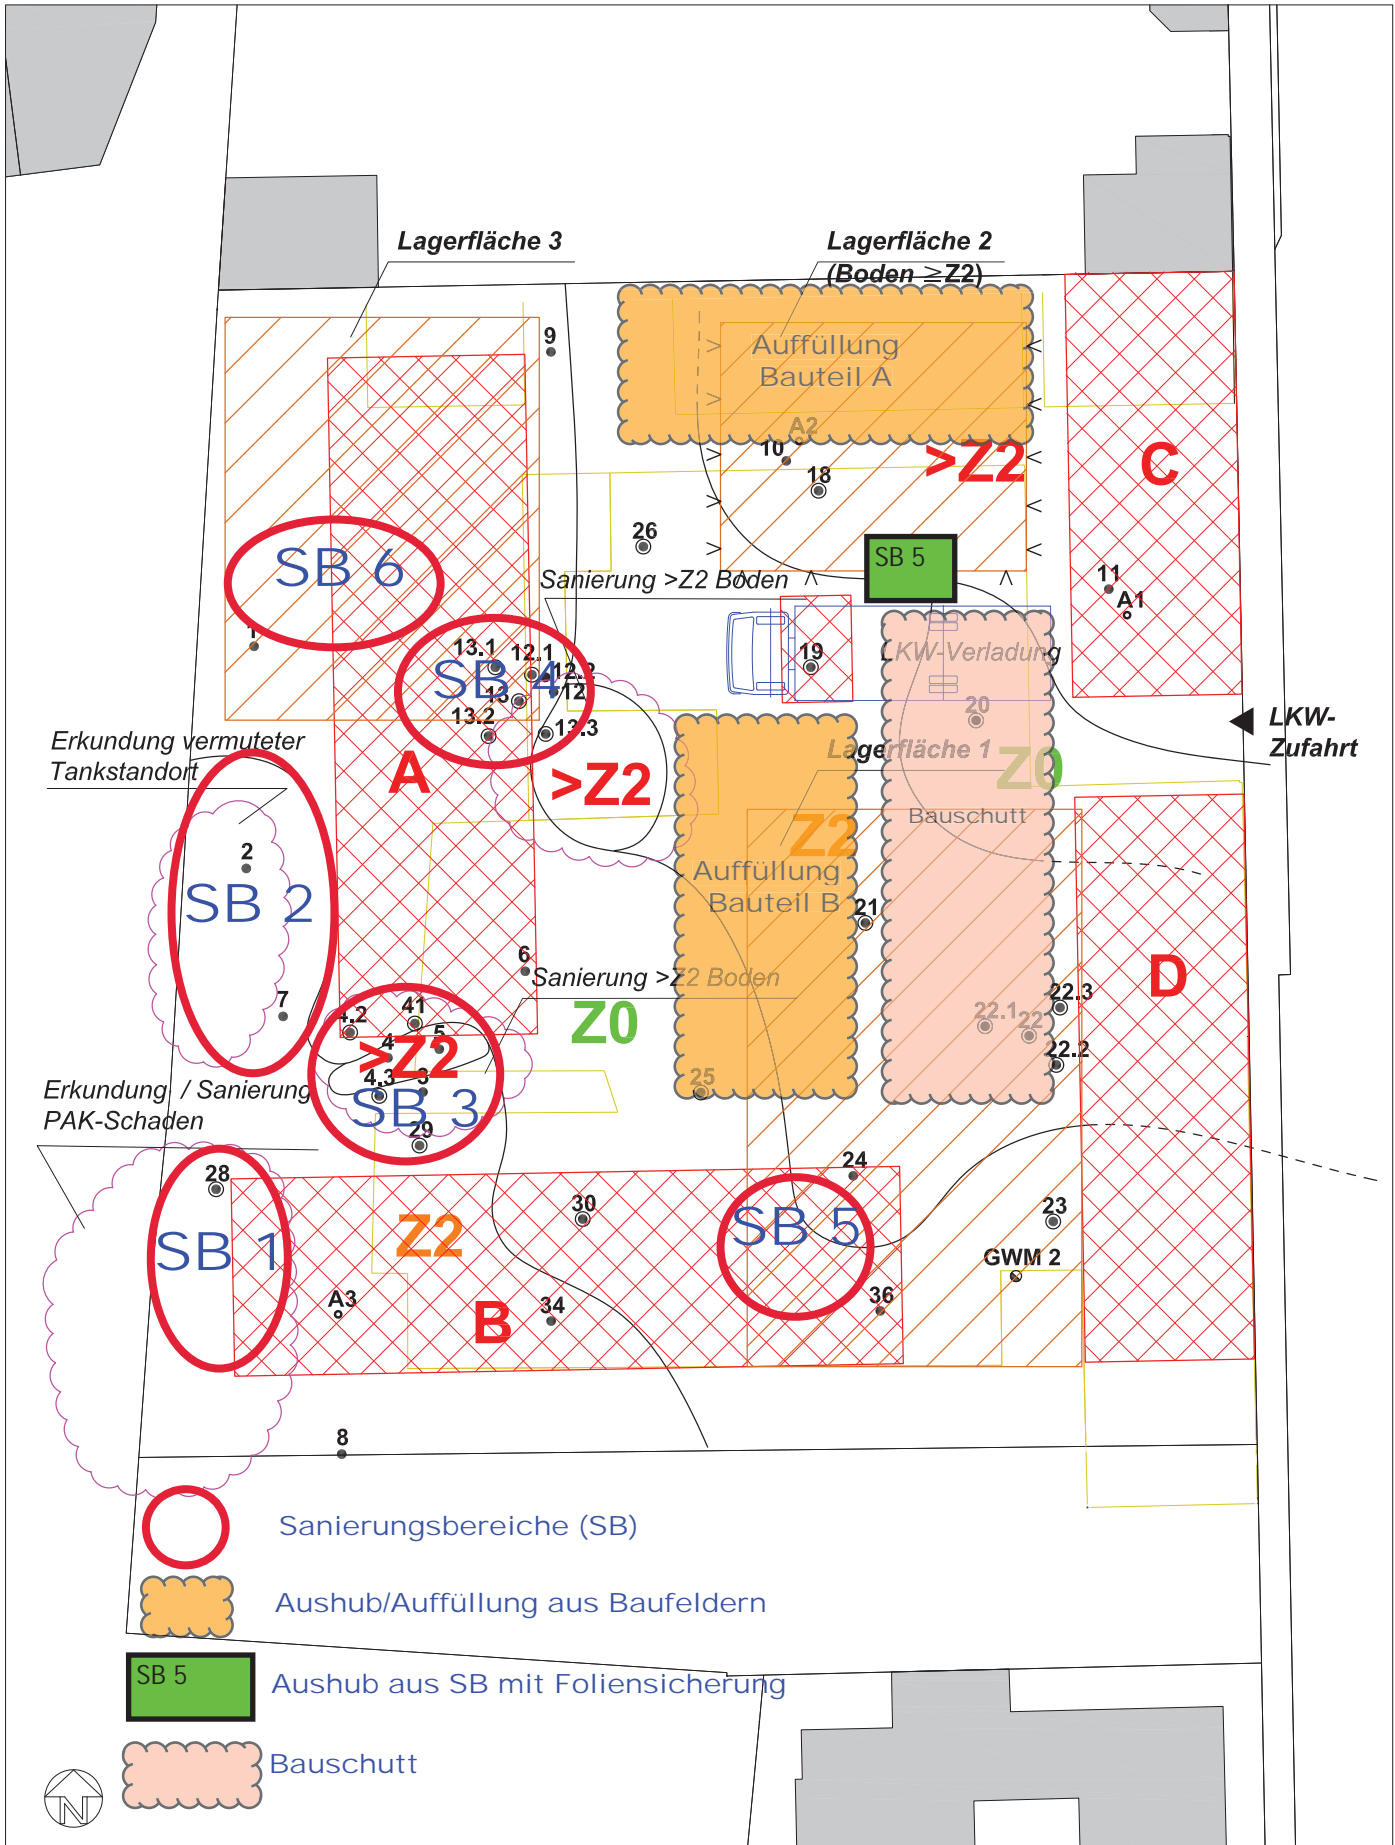 Lagerfläche 3
Lagerfläche 2
(Boden ≥Z2)
9
Auffüllung
Bauteil A
A2
10
>Z2
18
C
26
SB 5
SB 6
Sanierung >Z2 Boden
11
A1
1
13.1
12.1
19
LKW-Verladung
SB 4
12.2
12
13
20
13.2
13.3
LKW-
Zufahrt
Erkundung vermuteter
Tankstandort
Lagerfläche 1
A
>Z2
Z0
Z2
Bauschutt
2
Auffüllung
Bauteil B
SB 2
21
6
Sanierung >Z2 Boden
D
7
4.2
41
Z0
22.3
22.1
22
5
4
>Z2
22.2
4.3
3
25
Erkundung / Sanierung
PAK-Schaden
SB 3
29
28
24
30
23
Z2
SB 5
SB 1
GWM 2
A3
34
36
B
8
Sanierungsbereiche (SB)
Aushub/Auffüllung aus Baufeldern
SB 5
Aushub aus SB mit Foliensicherung
Bauschutt
N